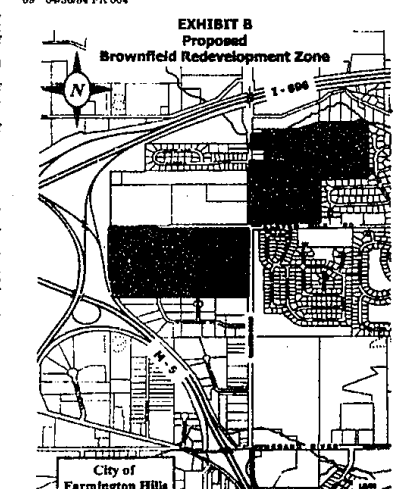 EXHIBIT B
Proposed
Brownfield Redevelopment Zone
N
I - 696
M - 5
City of
Farmington Hills